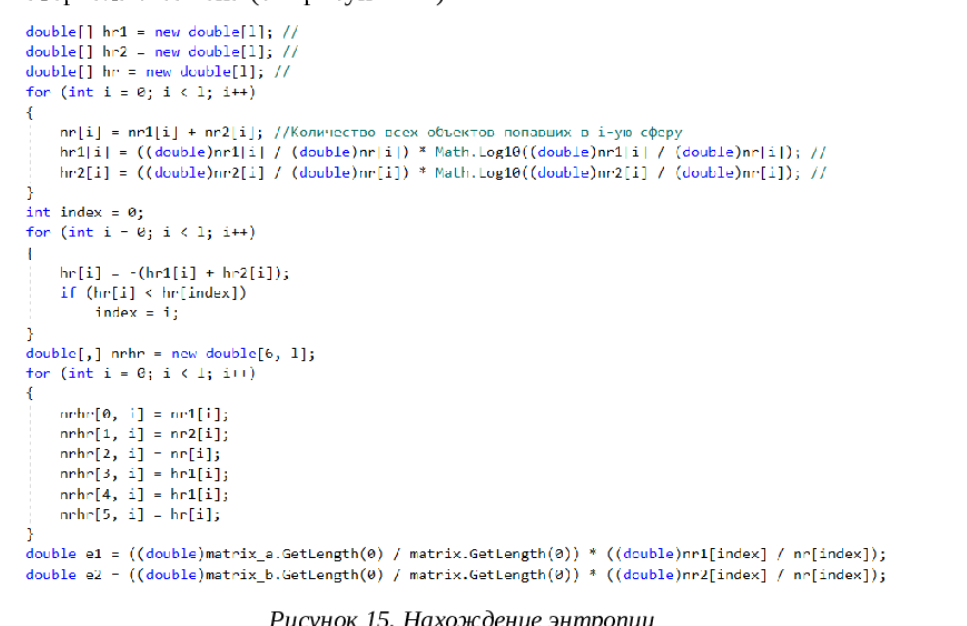 double[] hr1 = new double[l]; //
double[] hr2 = new double[l]; //
double[] hr = new double[l]; //
for (int i = 0; i < l; i++)
{
nr[i] = nr1[i] + nr2[i]; //Количество всех объектов попавших в i-ую сферу
hr1[i] = ((double)nr1[i] / (double)nr[i]) * Math.Log10((double)nr1[i] / (double)nr[i]); //
hr2[i] = ((double)nr2[i] / (double)nr[i]) * Math.Log10((double)nr2[i] / (double)nr[i]); //
}
int index = 0;
for (int i = 0; i < l; i++)
{
hr[i] = -(hr1[i] + hr2[i]);
if (hr[i] < hr[index])
index = i;
}
double[,] nrhr = new double[6, l];
for (int i = 0; i < l; i++)
{
nrhr[0, i] = nr1[i];
nrhr[1, i] = nr2[i];
nrhr[2, i] = nr[i];
nrhr[3, i] = hr1[i];
nrhr[4, i] = hr1[i];
nrhr[5, i] = hr[i];
}
double e1 = ((double)matrix_a.GetLength(0) / matrix.GetLength(0)) * ((double)nr1[index] / nr[index]);
double e2 = ((double)matrix_b.GetLength(0) / matrix.GetLength(0)) * ((double)nr2[index] / nr[index]);
Рисунок 15. Нахождение энтропии